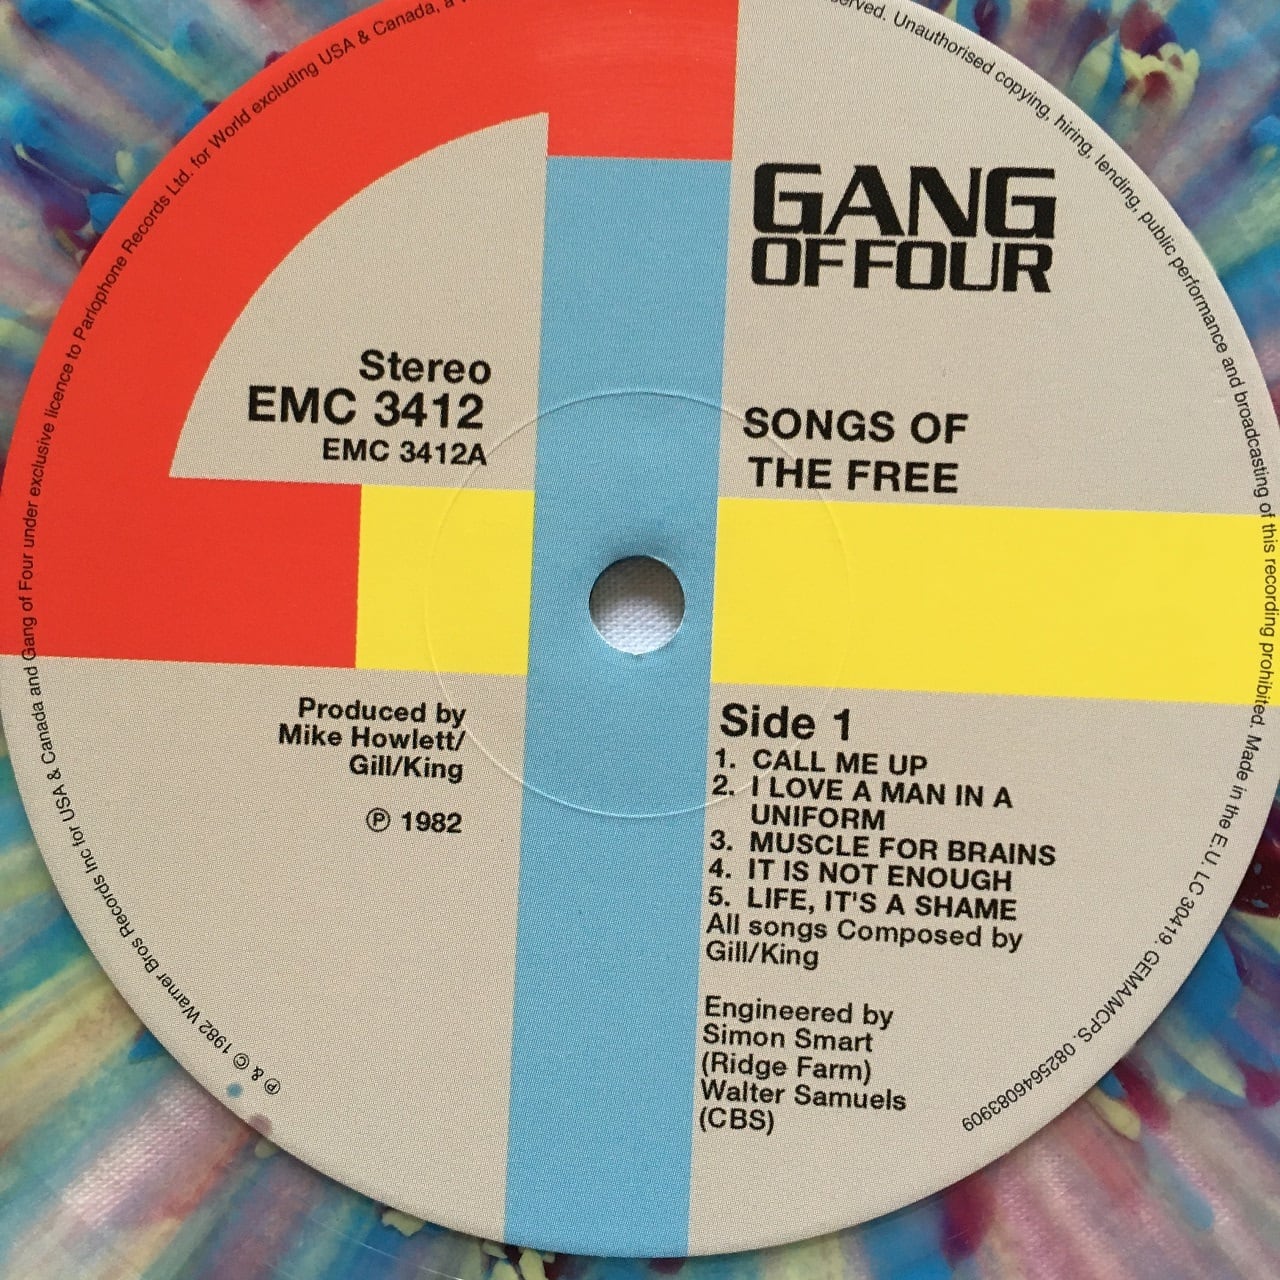 GANG
OF FOUR
SONGS OF
THE FREE
Stereo
EMC 3412
EMC 3412A
Produced by
Mike Howlett/
Gill/King
℗ 1982
Side 1
1. CALL ME UP
2. I LOVE A MAN IN A
UNIFORM
3. MUSCLE FOR BRAINS
4. IT IS NOT ENOUGH
5. LIFE, IT'S A SHAME
All songs Composed by
Gill/King
Engineered by
Simon Smart
(Ridge Farm)
Walter Samuels
(CBS)
℗ & © 1982 Warner Bros Records Inc for USA & Canada and Gang of Four under exclusive licence to Parlophone Records Ltd. for World excluding USA & Canada, a
Unauthorised copying, hiring, lending, public performance and broadcasting of this recording prohibited. Made in the E.U. LC 30419. GEMA/MCPS. 0825646083909